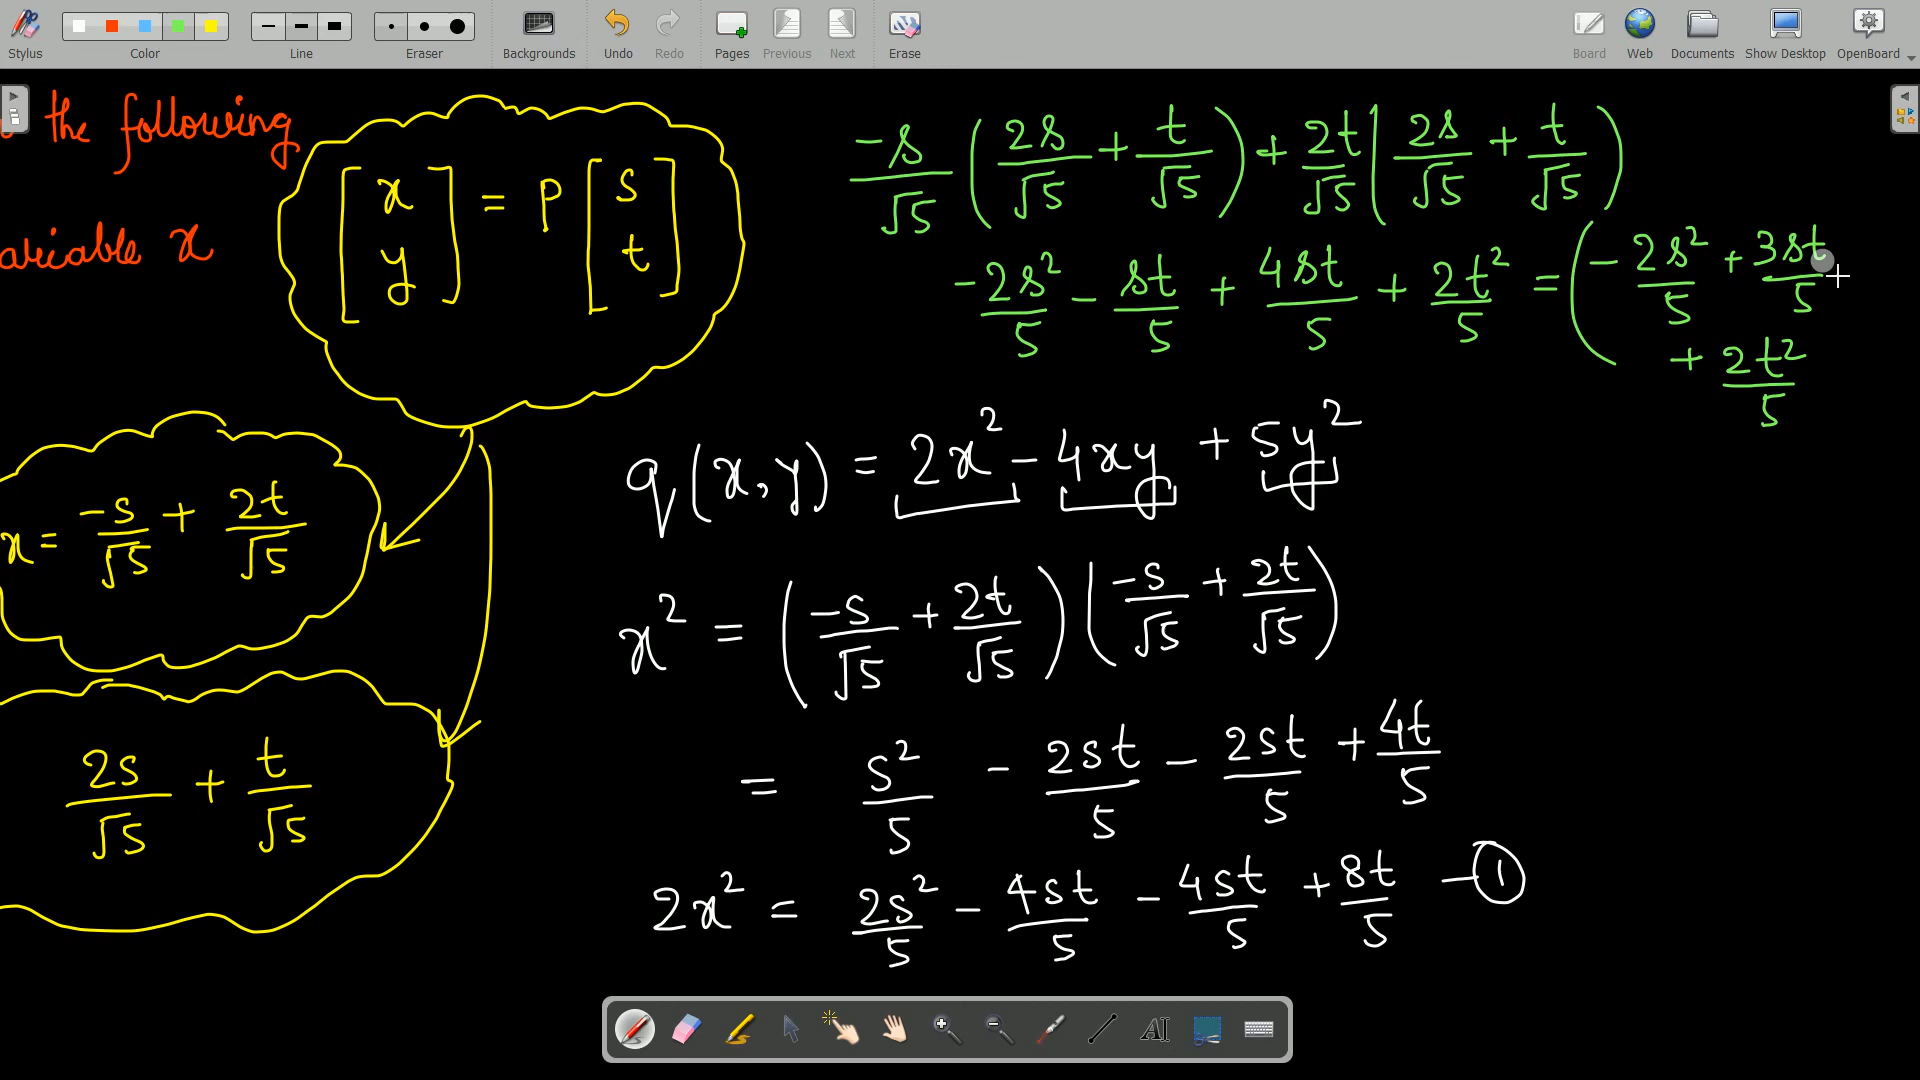 Stylus Color Line Eraser Backgrounds Undo Redo Pages Previous Next Erase Board Web Documents Show Desktop OpenBoard
the following
x
[x y] = P [s t]
x = -s/√5 + 2t/√5
2s/√5 + t/√5
-s/√5 (2s/√5 + t/√5) + 2t/√5 (2s/√5 + t/√5)
-2s²/5 - st/5 + 4st/5 + 2t²/5 = (-2s²/5 + 3st/5
+ 2t²/5
q(x,y) = 2x² - 4xy + 5y²
x² = (-s/√5 + 2t/√5) (-s/√5 + 2t/√5)
= s²/5 - 2st/5 - 2st/5 + 4t/5
2x² = 2s²/5 - 4st/5 - 4st/5 + 8t/5 - ①
AI